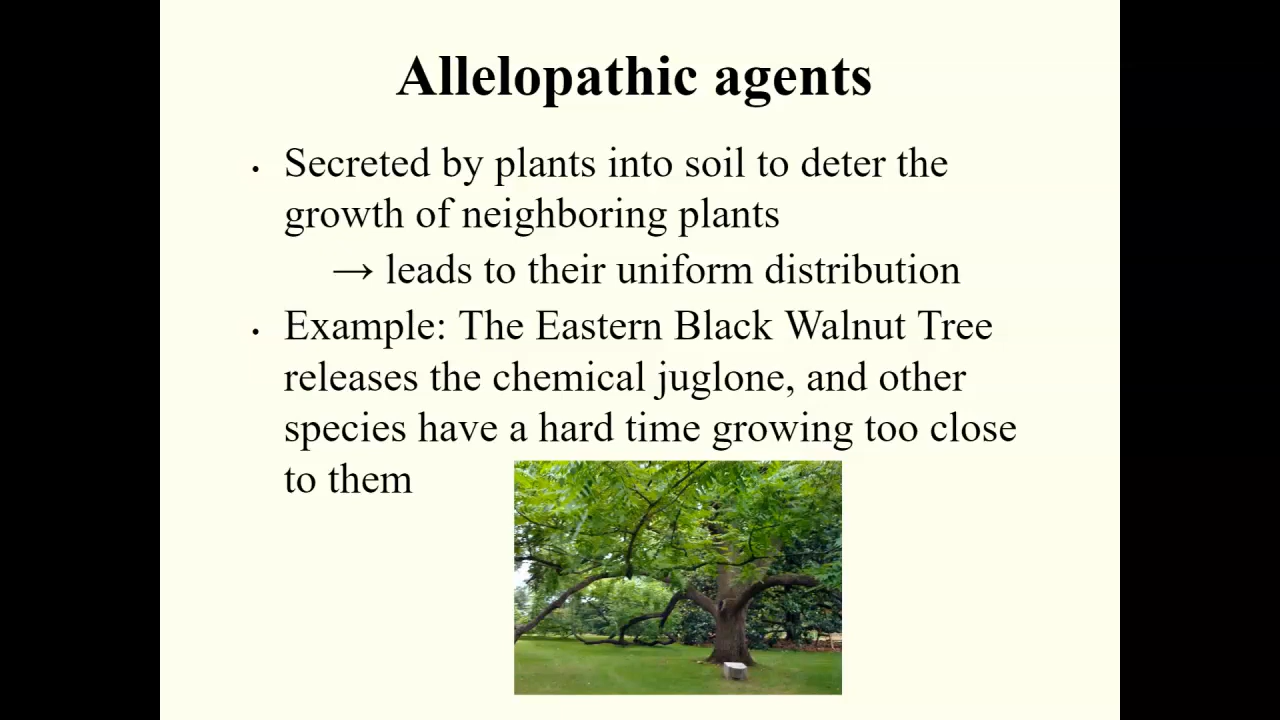 Allelopathic agents
• Secreted by plants into soil to deter the
growth of neighboring plants
→ leads to their uniform distribution
• Example: The Eastern Black Walnut Tree
releases the chemical juglone, and other
species have a hard time growing too close
to them